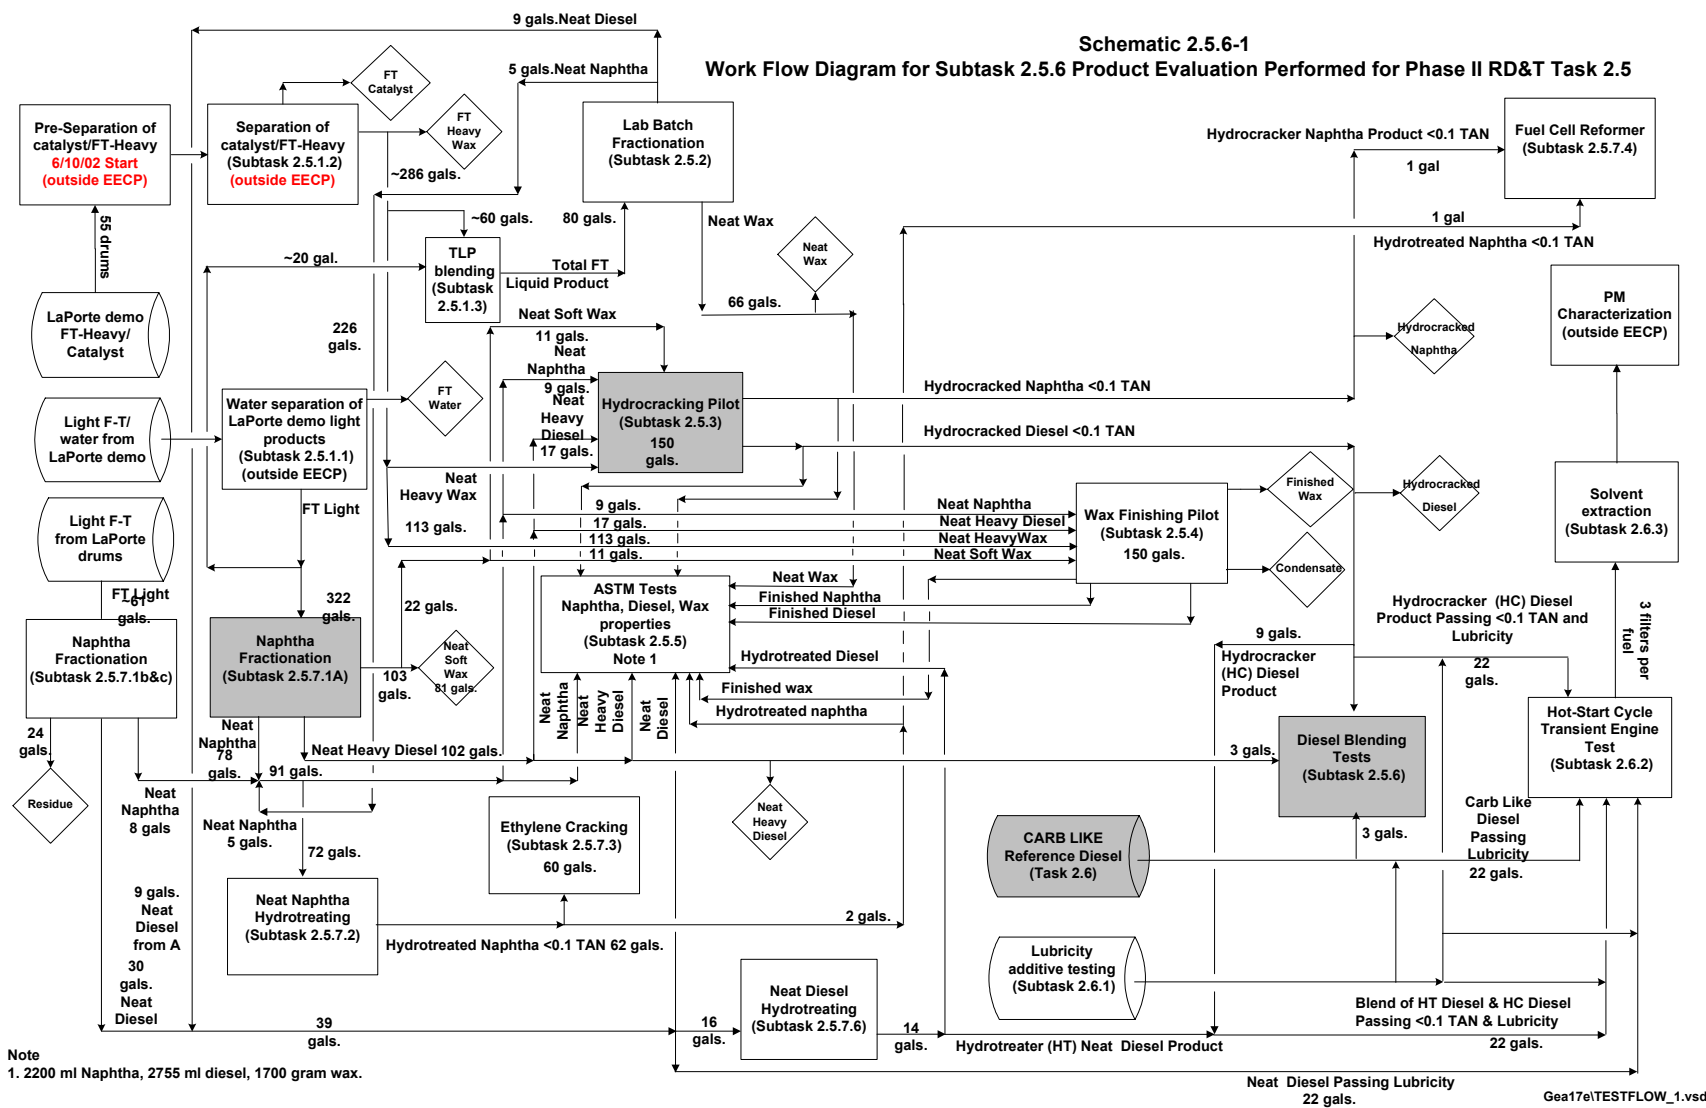 9 gals.Neat Diesel
Schematic 2.5.6-1
Work Flow Diagram for Subtask 2.5.6 Product Evaluation Performed for Phase II RD&T Task 2.5
FT
Catalyst
5 gals.Neat Naphtha
Pre-Separation of
catalyst/FT-Heavy
6/10/02 Start
(outside EECP)
Separation of
catalyst/FT-Heavy
(Subtask 2.5.1.2)
(outside EECP)
FT
Heavy
Wax
Lab Batch
Fractionation
(Subtask 2.5.2)
Hydrocracker Naphtha Product <0.1 TAN
1 gal
Fuel Cell Reformer
(Subtask 2.5.7.4)
~286 gals.
55 drums
~60 gals.
80 gals.
Neat Wax
1 gal
Hydrotreated Naphtha <0.1 TAN
~20 gal.
TLP
blending
(Subtask
2.5.1.3)
Total FT
Liquid Product
Neat
Wax
66 gals.
LaPorte demo
FT-Heavy/
Catalyst
226
gals.
Neat Soft Wax
11 gals.
PM
Characterization
(outside EECP)
Hydrocracked
Naphtha
Neat
Naphtha
9 gals.
Neat
Heavy
Diesel
17 gals.
Hydrocracking Pilot
(Subtask 2.5.3)
150
gals.
Hydrocracked Naphtha <0.1 TAN
Hydrocracked Diesel <0.1 TAN
Light F-T/
water from
LaPorte demo
Water separation of
LaPorte demo light
products
(Subtask 2.5.1.1)
(outside EECP)
FT
Water
Neat
Heavy Wax
113 gals.
FT Light
9 gals.
17 gals.
113 gals.
11 gals.
Neat Naphtha
Neat Heavy Diesel
Neat HeavyWax
Neat Soft Wax
Wax Finishing Pilot
(Subtask 2.5.4)
150 gals.
Finished
Wax
Hydrocracked
Diesel
Condensate
Solvent
extraction
(Subtask 2.6.3)
Light F-T
from LaPorte
drums
FT Light
~61
gals.
322
gals.
22 gals.
ASTM Tests
Naphtha, Diesel, Wax
properties
(Subtask 2.5.5)
Note 1
Neat Wax
Finished Naphtha
Finished Diesel
Hydrotreated Diesel
Finished wax
Hydrotreated naphtha
Hydrocracker (HC) Diesel
Product Passing <0.1 TAN and
Lubricity
22
gals.
3 filters per
fuel
9 gals.
Hydrocracker
(HC) Diesel
Product
Naphtha
Fractionation
(Subtask 2.5.7.1b&c)
Naphtha
Fractionation
(Subtask 2.5.7.1A)
103
gals.
Neat
Soft
Wax
81 gals.
Neat
Naphtha
Neat
Heavy
Diesel
Neat
Diesel
24
gals.
Residue
Neat
Naphtha
78
gals.
Neat Heavy Diesel 102 gals.
91 gals.
3 gals.
Diesel Blending
Tests
(Subtask 2.5.6)
Hot-Start Cycle
Transient Engine
Test
(Subtask 2.6.2)
Neat
Naphtha
8 gals
Neat Naphtha
5 gals.
72 gals.
Ethylene Cracking
(Subtask 2.5.7.3)
60 gals.
Neat
Heavy
Diesel
CARB LIKE
Reference Diesel
(Task 2.6)
3 gals.
Carb Like
Diesel
Passing
Lubricity
22 gals.
9 gals.
Neat
Diesel
from A
Neat Naphtha
Hydrotreating
(Subtask 2.5.7.2)
Hydrotreated Naphtha <0.1 TAN 62 gals.
2 gals.
Lubricity
additive testing
(Subtask 2.6.1)
30
gals.
Neat
Diesel
39
gals.
16
gals.
Neat Diesel
Hydrotreating
(Subtask 2.5.7.6)
14
gals.
Hydrotreater (HT) Neat Diesel Product
Blend of HT Diesel & HC Diesel
Passing <0.1 TAN & Lubricity
22 gals.
Neat Diesel Passing Lubricity
22 gals.
Note
1. 2200 ml Naphtha, 2755 ml diesel, 1700 gram wax.
Gea17e\TESTFLOW_1.vsd